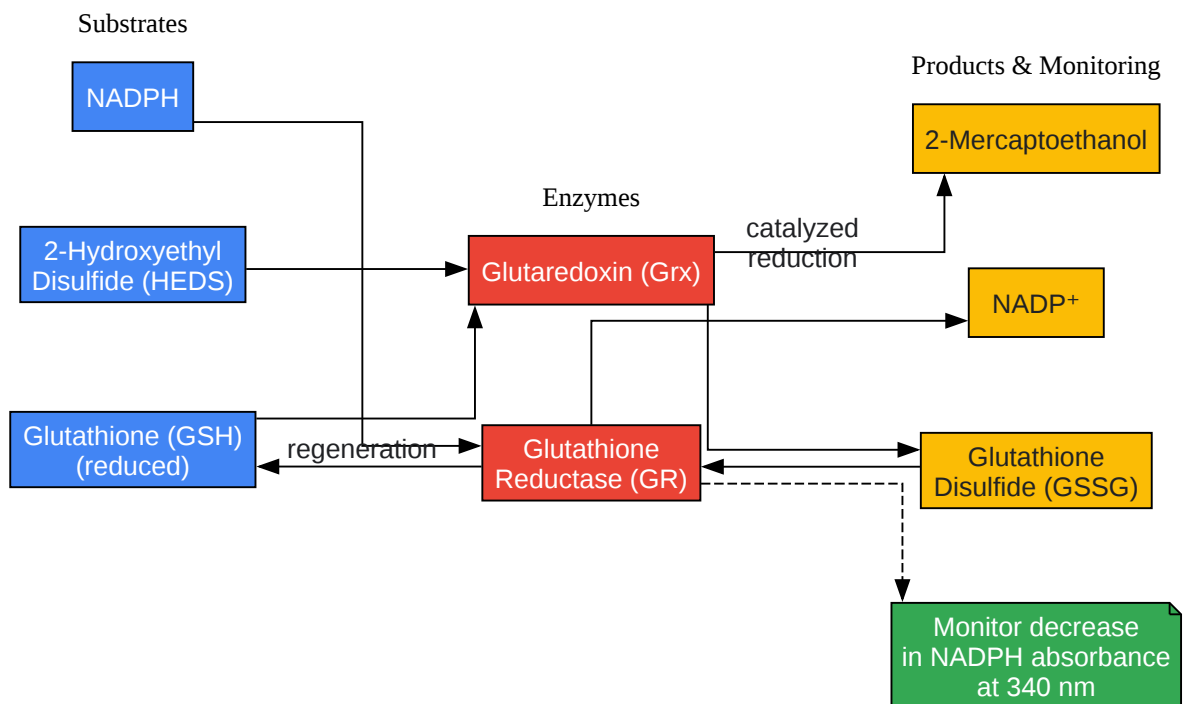 Substrates
NADPH
2-Hydroxyethyl
Disulfide (HEDS)
Glutathione (GSH)
(reduced)
regeneration
Enzymes
Glutaredoxin (Grx)
Glutathione
Reductase (GR)
catalyzed
reduction
Products & Monitoring
2-Mercaptoethanol
NADP⁺
Glutathione
Disulfide (GSSG)
Monitor decrease
in NADPH absorbance
at 340 nm